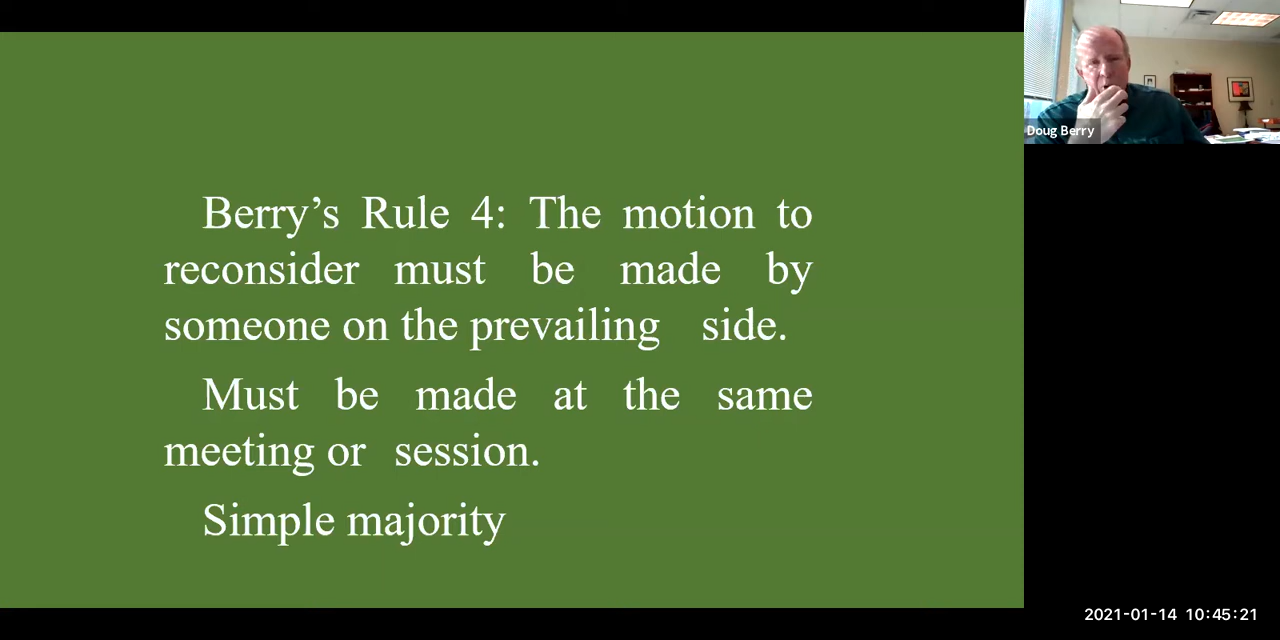 Berry’s Rule 4: The motion to
reconsider must be made by
someone on the prevailing side.
Must be made at the same
meeting or session.
Simple majority
Doug Berry
2021-01-14 10:45:21